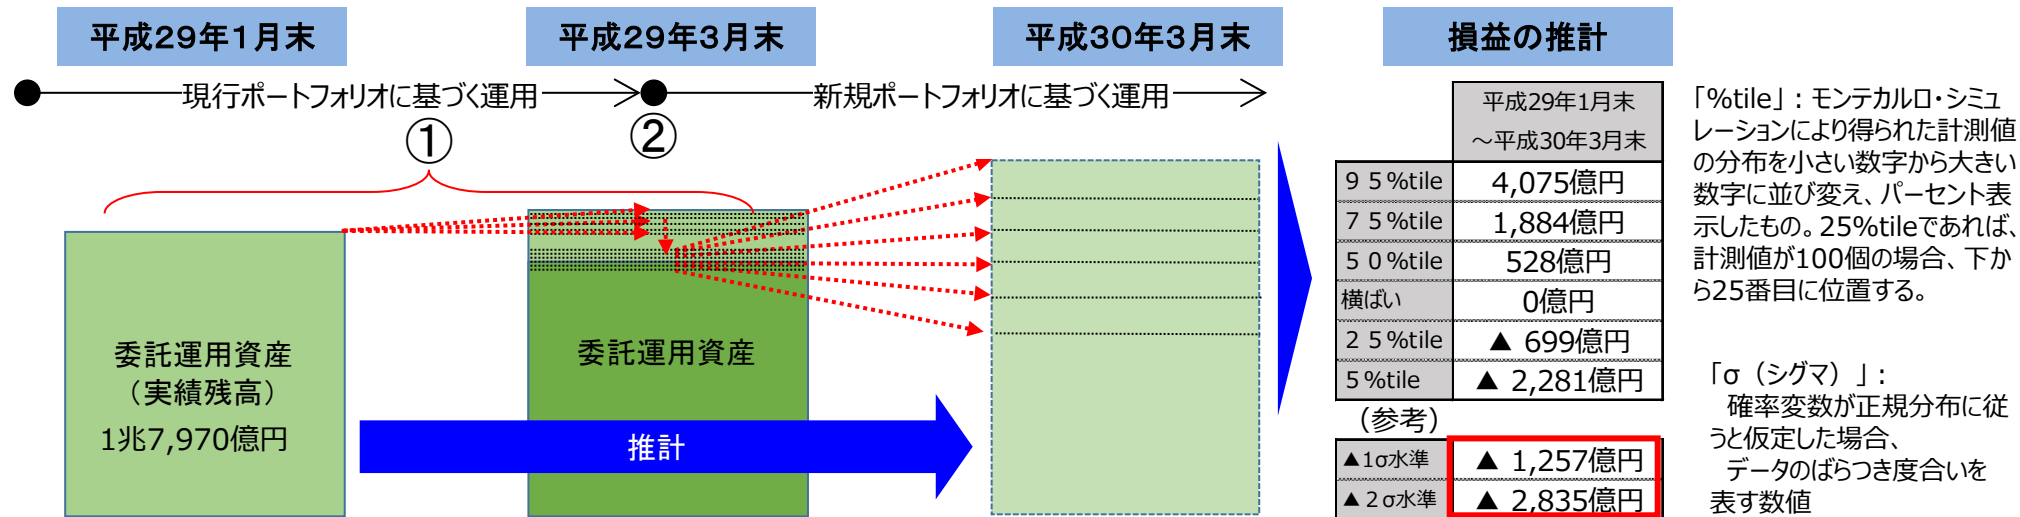 平成29年1月末
平成29年3月末
平成30年3月末
損益の推計
現行ポートフォリオに基づく運用
新規ポートフォリオに基づく運用
①
②
委託運用資産
（実績残高）
1兆7,970億円
委託運用資産
推計
平成29年1月末
～平成30年3月末
９５%tile 4,075億円
７５%tile 1,884億円
５０%tile 528億円
横ばい 0億円
２５%tile ▲ 699億円
5%tile ▲ 2,281億円
（参考）
▲1σ水準 ▲ 1,257億円
▲２σ水準 ▲ 2,835億円
「%tile」：モンテカルロ・シミュ
レーションにより得られた計測値
の分布を小さい数字から大きい
数字に並び変え、パーセント表
示したもの。25%tileであれば、
計測値が100個の場合、下か
ら25番目に位置する。
「σ（シグマ）」：
確率変数が正規分布に従
うと仮定した場合、
データのばらつき度合いを
表す数値